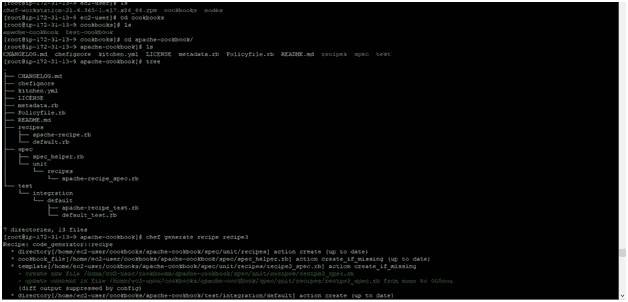 [root@ip-172-31-13-9 ec2-user]# ls
cookbooks nodes
[root@ip-172-31-13-9 ec2-user]# cd cookbooks
[root@ip-172-31-13-9 cookbooks]# ls
apache-cookbook test-cookbook
[root@ip-172-31-13-9 cookbooks]# cd apache-cookbook/
[root@ip-172-31-13-9 apache-cookbook]# ls
CHANGELOG.md chefignore kitchen.yml LICENSE metadata.rb Policyfile.rb README.md recipes spec test
[root@ip-172-31-13-9 apache-cookbook]# tree
.
├── CHANGELOG.md
├── chefignore
├── kitchen.yml
├── LICENSE
├── metadata.rb
├── Policyfile.rb
├── README.md
├── recipes
│   ├── apache-recipe.rb
│   └── default.rb
├── spec
│   ├── spec_helper.rb
│   └── unit
│       └── recipes
│           └── apache-recipe_spec.rb
└── test
    └── integration
        └── default
            ├── apache-recipe_test.rb
            └── default_test.rb
7 directories, 13 files
[root@ip-172-31-13-9 apache-cookbook]# chef generate recipe recipe3
Recipe: code_generator::recipe
* directory[/home/ec2-user/cookbooks/apache-cookbook/spec/unit/recipes] action create (up to date)
* cookbook_file[/home/ec2-user/cookbooks/apache-cookbook/spec/spec_helper.rb] action create_if_missing (up to date)
* template[/home/ec2-user/cookbooks/apache-cookbook/spec/unit/recipes/recipe3_spec.rb] action create_if_missing
- create new file /home/ec2-user/cookbooks/apache-cookbook/spec/unit/recipes/recipe3_spec.rb
- update content in file /home/ec2-user/cookbooks/apache-cookbook/spec/unit/recipes/recipe3_spec.rb from none to
(diff output suppressed by config)
* directory[/home/ec2-user/cookbooks/apache-cookbook/test/integration/default] action create (up to date)